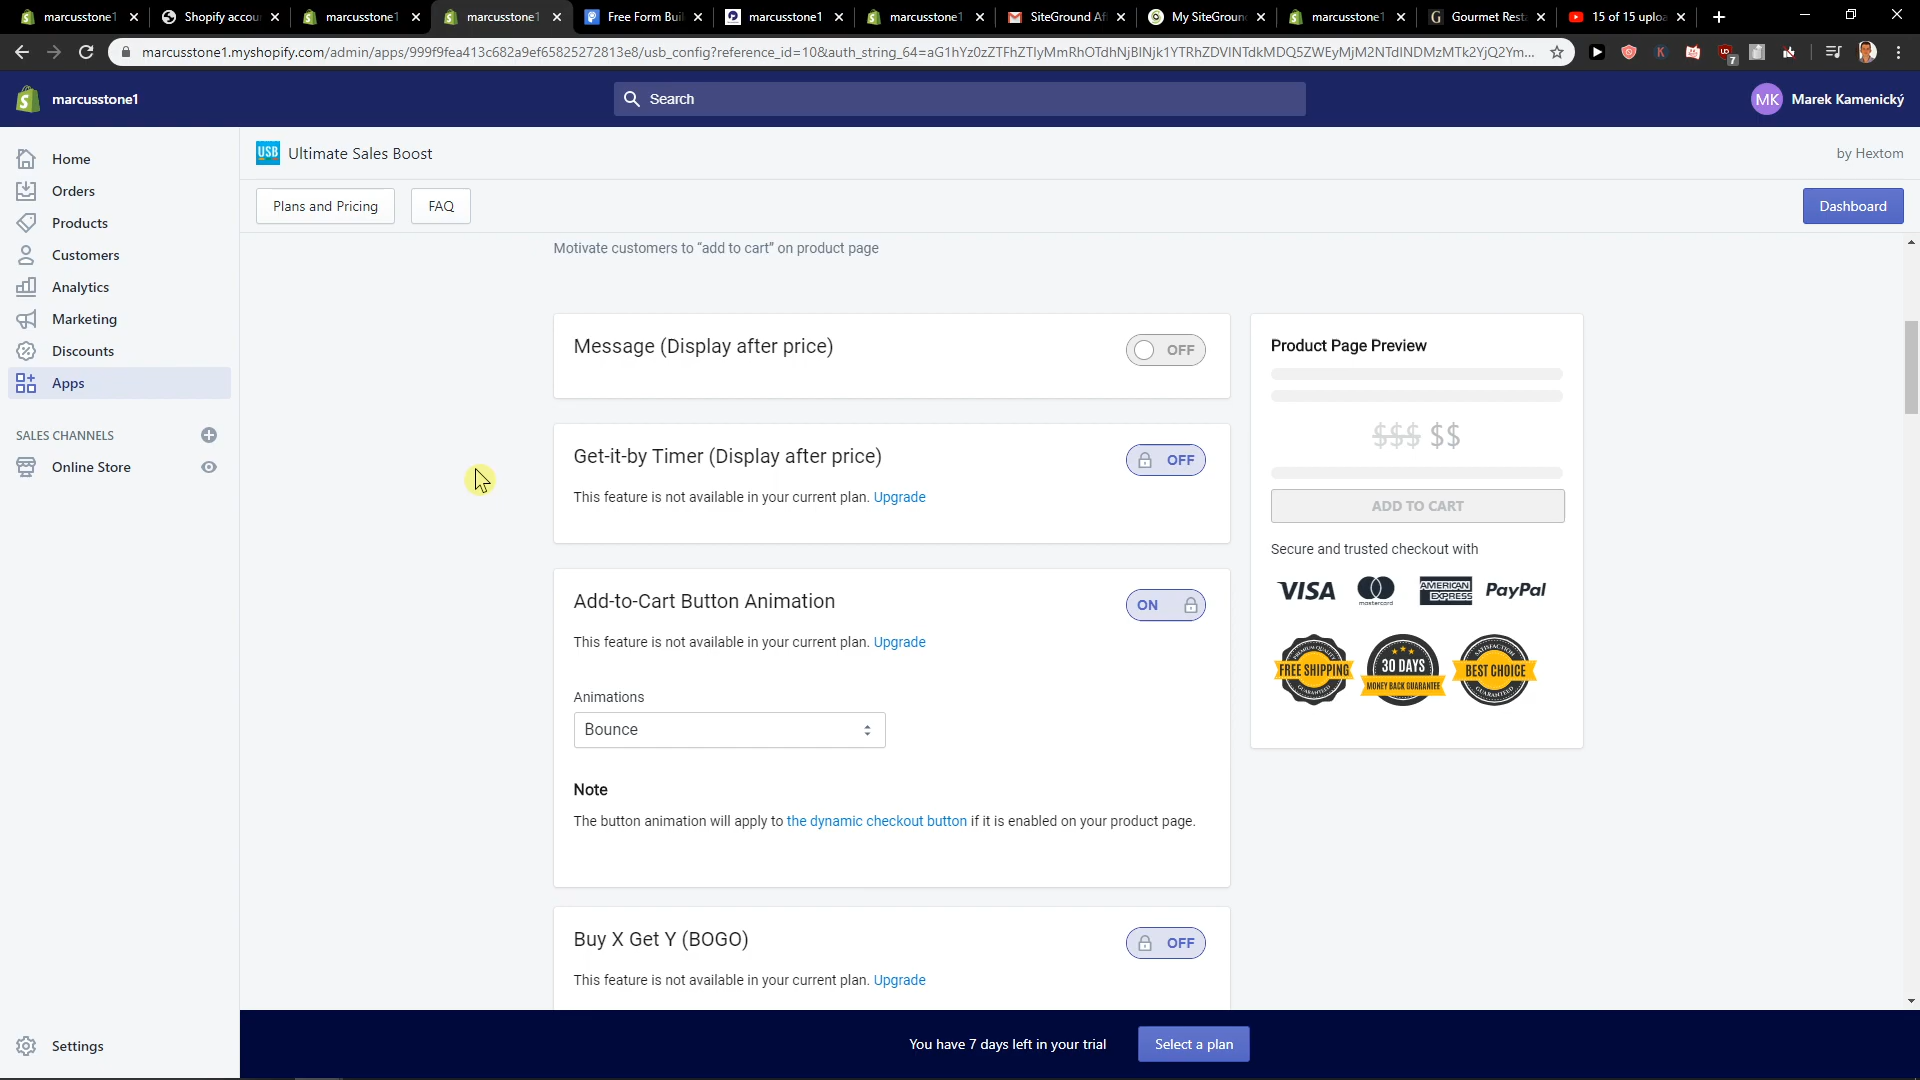 marcusstone1
Shopify accou
marcusstone1
marcusstone1
Free Form Buil
marcusstone1
marcusstone1
SiteGround Af
My SiteGroun
marcusstone1
Gourmet Rest
15 of 15 uploa
marcusstone1.myshopify.com/admin/apps/999f9fea413c682a9ef65825272813e8/usb_config?reference_id=10&auth_string_64=aG1hYz0zZTFhZTIyMmRhOTdhNjBlNjk1YTRhZDVlNTdkMDQ5ZWEyMjM2NTdlNDMzMTk2YjQ2Ym...
7
marcusstone1
Search
MK
Marek Kamenický
Home
Orders
Products
Customers
Analytics
Marketing
Discounts
Apps
SALES CHANNELS
Online Store
Settings
USB
Ultimate Sales Boost
by Hextom
Plans and Pricing
FAQ
Dashboard
Motivate customers to “add to cart” on product page
Message (Display after price)
OFF
Get-it-by Timer (Display after price)
OFF
This feature is not available in your current plan. Upgrade
Add-to-Cart Button Animation
ON
This feature is not available in your current plan. Upgrade
Animations
Bounce
Note
The button animation will apply to the dynamic checkout button if it is enabled on your product page.
Buy X Get Y (BOGO)
OFF
This feature is not available in your current plan. Upgrade
Product Page Preview
$$$ $$
ADD TO CART
Secure and trusted checkout with
VISA
mastercard
AMERICAN EXPRESS
PayPal
PREMIUM QUALITY
FREE SHIPPING
GUARANTEED
30 DAYS
MONEY BACK GUARANTEE
SATISFACTION
BEST CHOICE
GUARANTEED
You have 7 days left in your trial
Select a plan